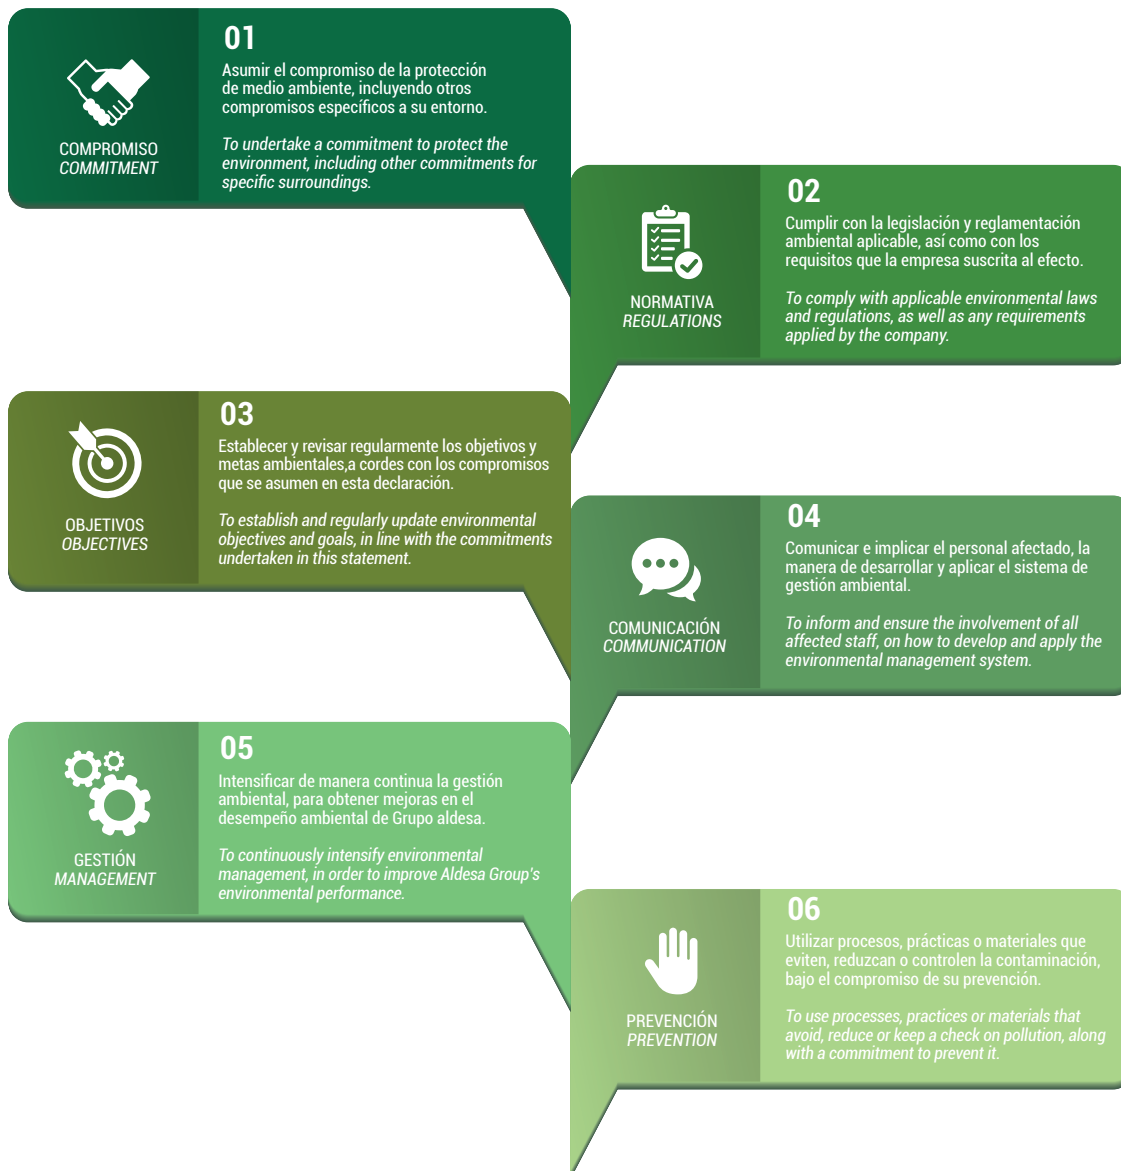 COMPROMISO
COMMITMENT
01
Asumir el compromiso de la protección
de medio ambiente, incluyendo otros
compromisos específicos a su entorno.
To undertake a commitment to protect the
environment, including other commitments for
specific surroundings.
NORMATIVA
REGULATIONS
02
Cumplir con la legislación y reglamentación
ambiental aplicable, así como con los
requisitos que la empresa suscrita al efecto.
To comply with applicable environmental laws
and regulations, as well as any requirements
applied by the company.
OBJETIVOS
OBJECTIVES
03
Establecer y revisar regularmente los objetivos y
metas ambientales,a cordes con los compromisos
que se asumen en esta declaración.
To establish and regularly update environmental
objectives and goals, in line with the commitments
undertaken in this statement.
COMUNICACIÓN
COMMUNICATION
04
Comunicar e implicar el personal afectado, la
manera de desarrollar y aplicar el sistema de
gestión ambiental.
To inform and ensure the involvement of all
affected staff, on how to develop and apply the
environmental management system.
GESTIÓN
MANAGEMENT
05
Intensificar de manera continua la gestión
ambiental, para obtener mejoras en el
desempeño ambiental de Grupo aldesa.
To continuously intensify environmental
management, in order to improve Aldesa Group's
environmental performance.
PREVENCIÓN
PREVENTION
06
Utilizar procesos, prácticas o materiales que
eviten, reduzcan o controlen la contaminación,
bajo el compromiso de su prevención.
To use processes, practices or materials that
avoid, reduce or keep a check on pollution, along
with a commitment to prevent it.